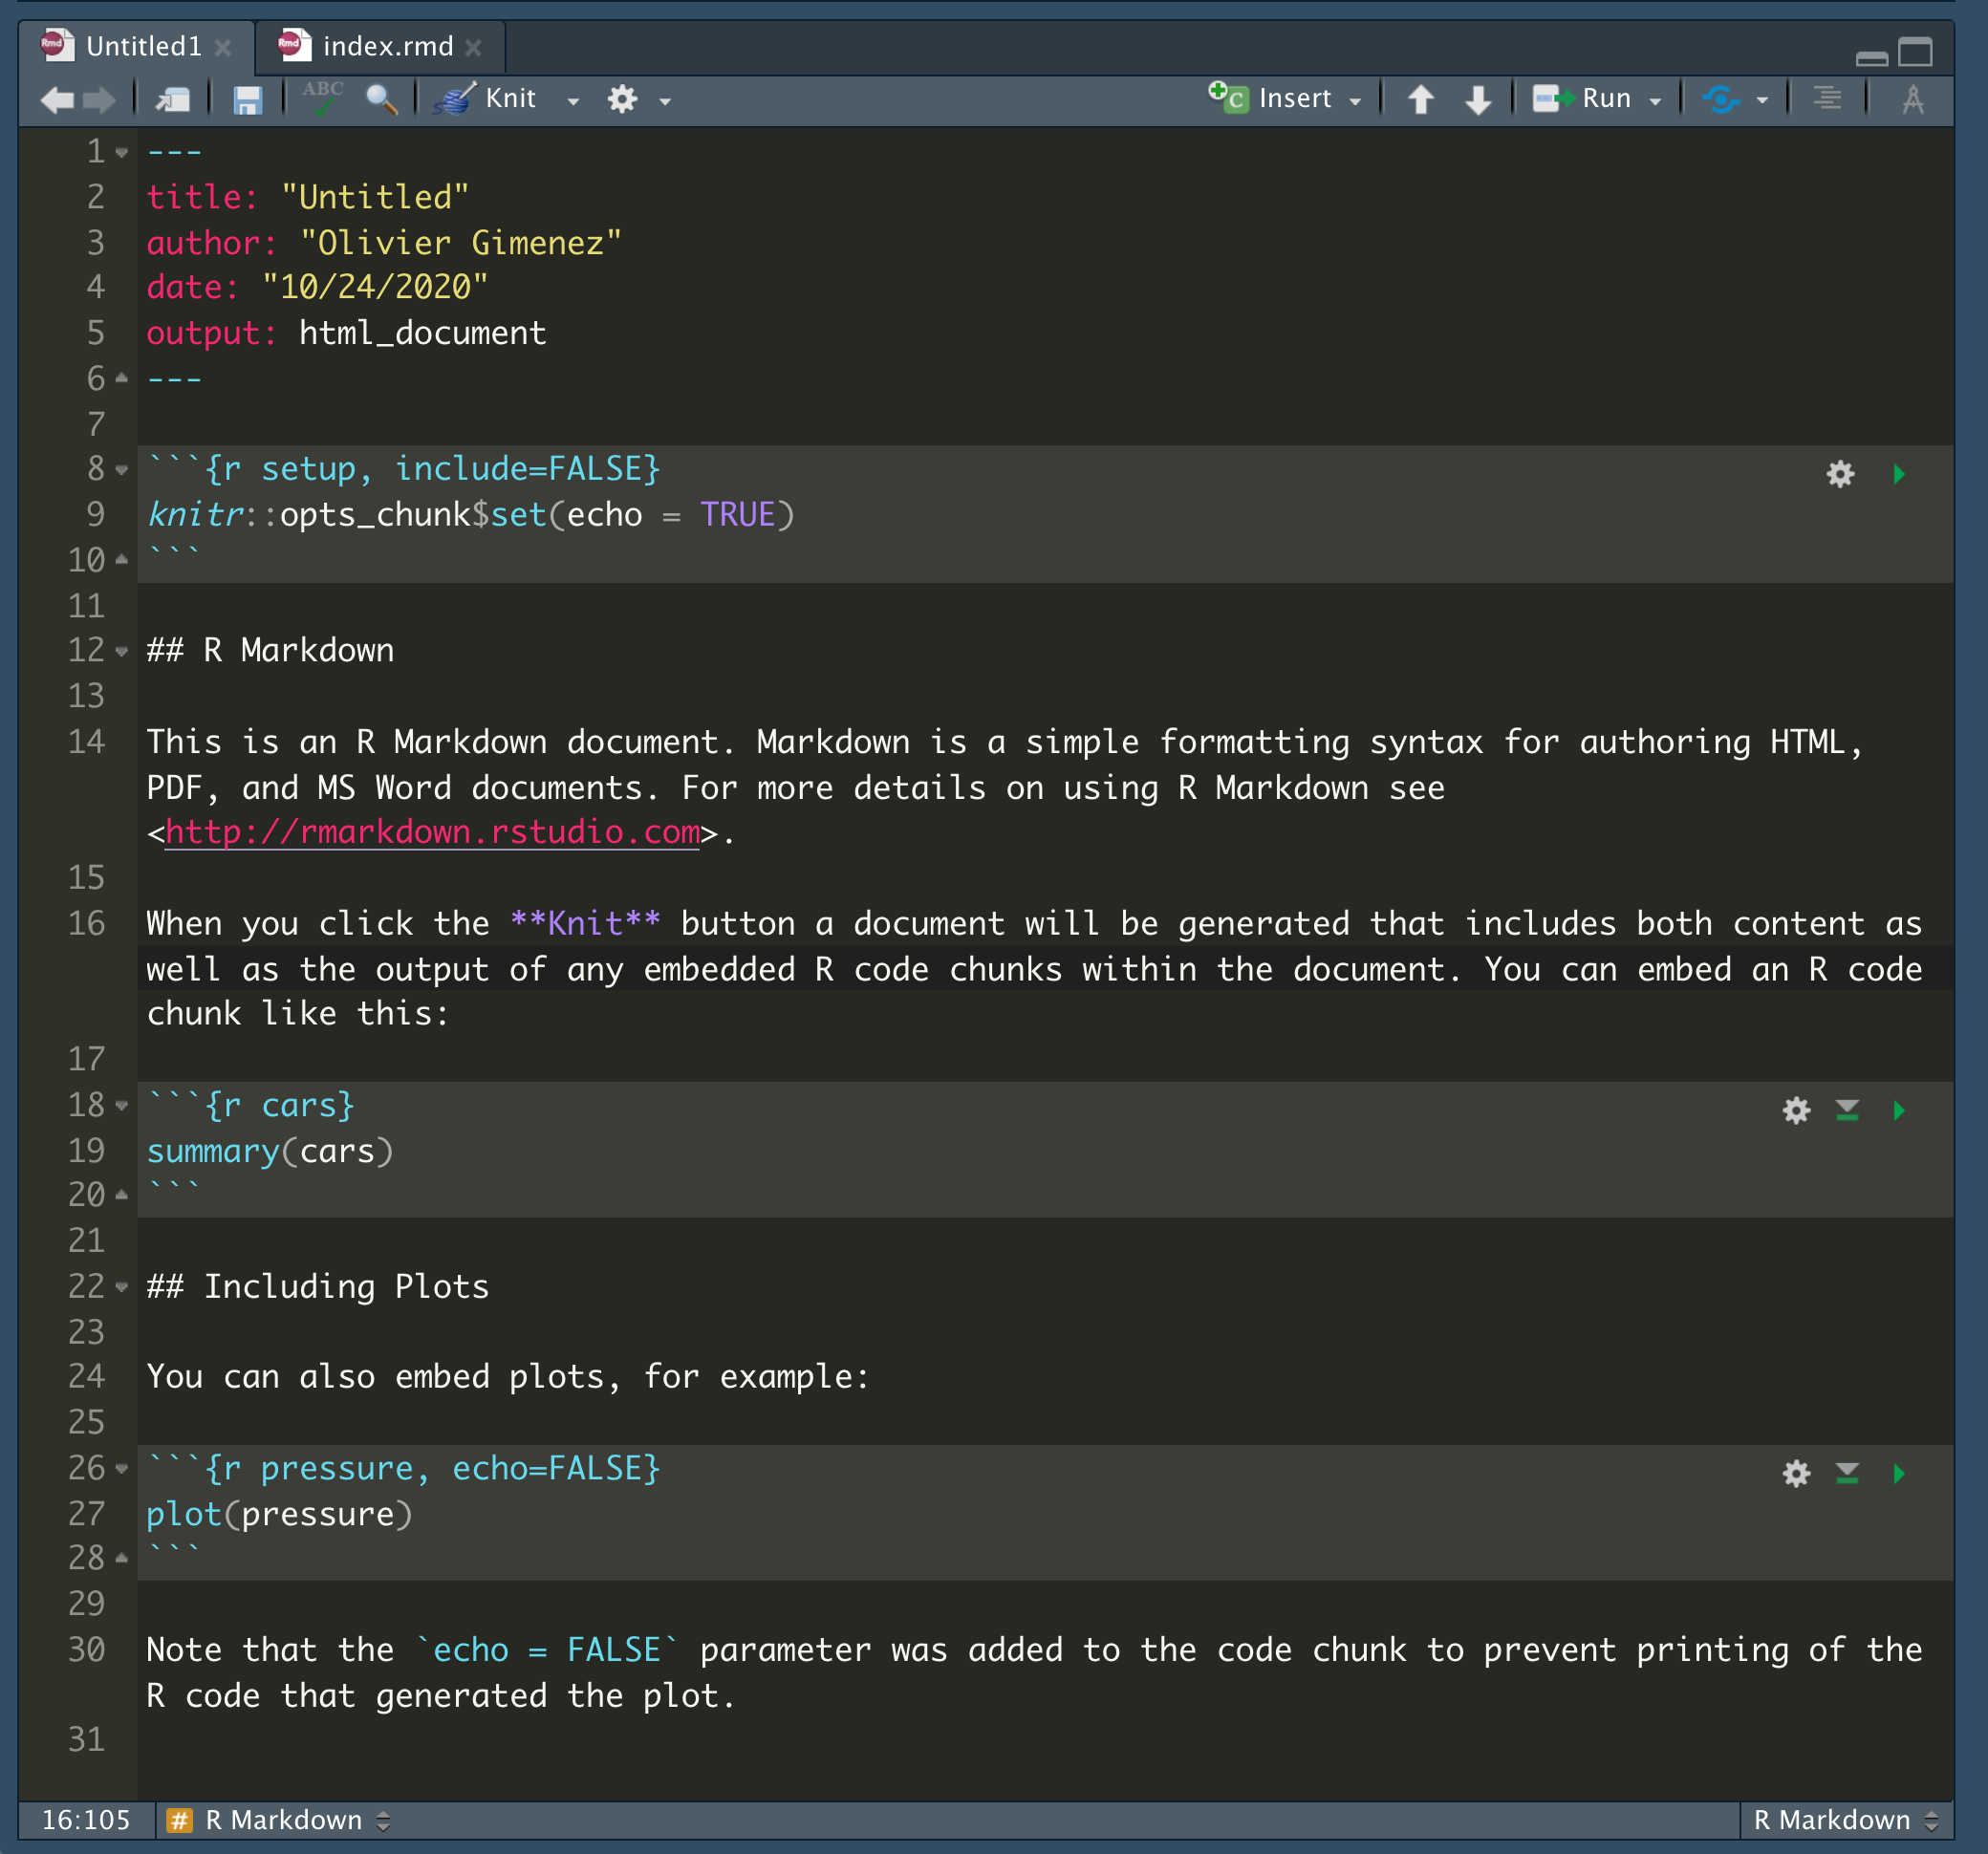 Untitled1 index.rmd
ABC Knit Insert Run
1 ---
2 title: "Untitled"
3 author: "Olivier Gimenez"
4 date: "10/24/2020"
5 output: html_document
6 ---
7
8 ```{r setup, include=FALSE}
9 knitr::opts_chunk$set(echo = TRUE)
10 ```
11
12 ## R Markdown
13
14 This is an R Markdown document. Markdown is a simple formatting syntax for authoring HTML,
PDF, and MS Word documents. For more details on using R Markdown see
<http://rmarkdown.rstudio.com>.
15
16 When you click the **Knit** button a document will be generated that includes both content as
well as the output of any embedded R code chunks within the document. You can embed an R code
chunk like this:
17
18 ```{r cars}
19 summary(cars)
20 ```
21
22 ## Including Plots
23
24 You can also embed plots, for example:
25
26 ```{r pressure, echo=FALSE}
27 plot(pressure)
28 ```
29
30 Note that the `echo = FALSE` parameter was added to the code chunk to prevent printing of the
R code that generated the plot.
31
16:105 # R Markdown R Markdown